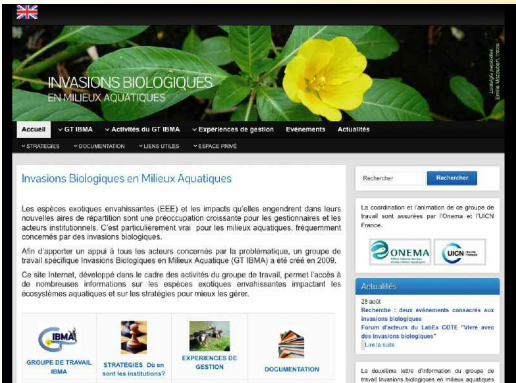 INVASIONS BIOLOGIQUES
EN MILIEUX AQUATIQUES
Accueil GT IBMA Activités du GT IBMA Expériences de gestion Evénements Actualités
STRATEGIES DOCUMENTATION LIENS UTILES ESPACE PRIVÉ
Invasions Biologiques en Milieux Aquatiques
Les espèces exotiques envahissantes (EEE) et les impacts qu'elles engendrent dans leurs
nouvelles aires de répartition sont une préoccupation croissante pour les gestionnaires et les
acteurs institutionnels. C'est particulièrement vrai pour les milieux aquatiques, fréquemment
concernés par des invasions biologiques.
Afin d'apporter un appui à tous les acteurs concernés par la problématique, un groupe de
travail spécifique Invasions Biologiques en Milieux Aquatique (GT IBMA) a été créé en 2009.
Ce site Internet, développé dans le cadre des activités du groupe de travail, permet l'accès à
de nombreuses informations sur les espèces exotiques envahissantes impactant les
écosystèmes aquatiques et sur les stratégies pour mieux les gérer.
IBMA
GROUPE DE TRAVAIL
IBMA
STRATEGIES Où en
sont les institutions?
EXPERIENCES DE
GESTION
DOCUMENTATION
Rechercher Rechercher
La coordination et l'animation de ce groupe de
travail sont assurées par l'Onema et l'UICN
France.
ONEMA
UICN
Actualités
28 août
Recherche : deux événements consacrés aux
invasions biologiques
Forum d'acteurs du LabEx COTE "Vivre avec
des invasions biologiques"
Lire la suite
La deuxième lettre d'information du groupe de
travail Invasions biologiques en milieux aquatiques